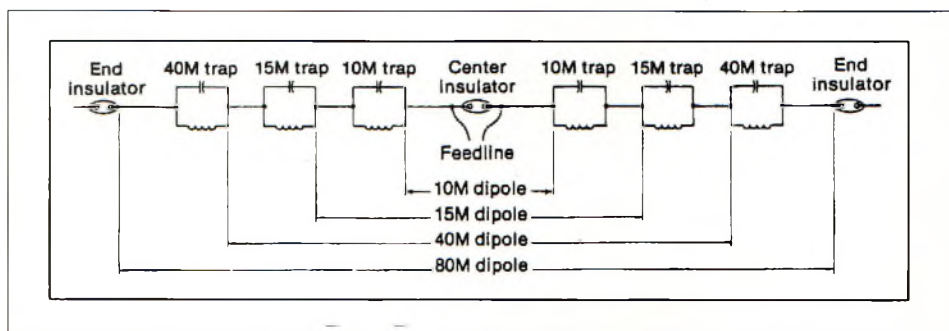 End insulator
40M trap
15M trap
10M trap
Center insulator
10M trap
15M trap
40M trap
End insulator
Feedline
10M dipole
15M dipole
40M dipole
80M dipole